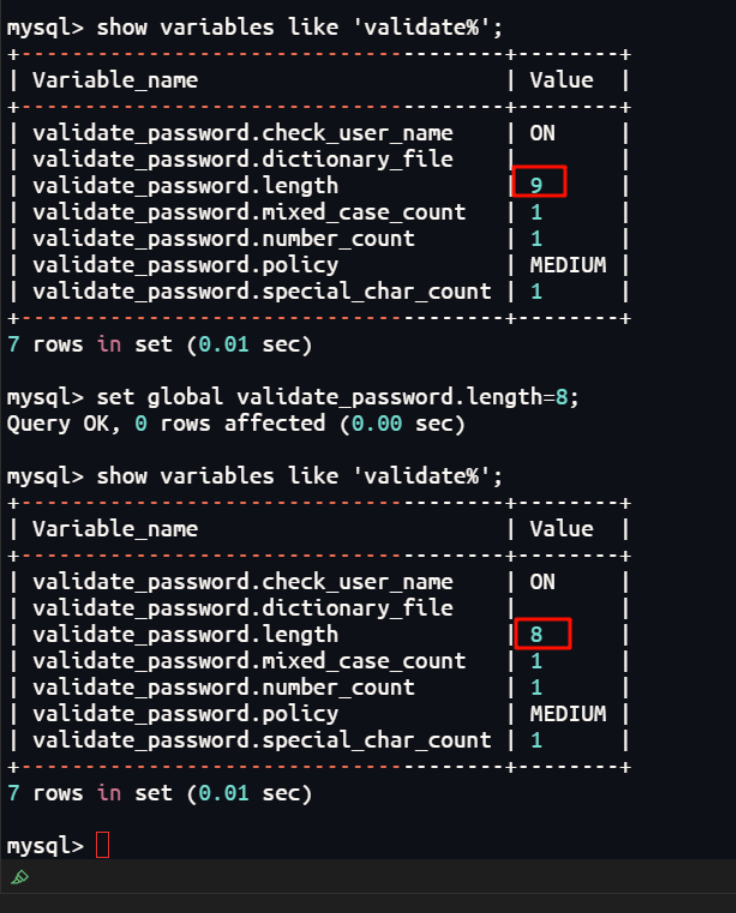 mysql> show variables like 'validate%';
+--------------------------------------+--------+
| Variable_name                        | Value  |
+--------------------------------------+--------+
| validate_password.check_user_name    | ON     |
| validate_password.dictionary_file    |        |
| validate_password.length             | 9      |
| validate_password.mixed_case_count   | 1      |
| validate_password.number_count       | 1      |
| validate_password.policy             | MEDIUM |
| validate_password.special_char_count | 1      |
+--------------------------------------+--------+
7 rows in set (0.01 sec)
mysql> set global validate_password.length=8;
Query OK, 0 rows affected (0.00 sec)
mysql> show variables like 'validate%';
+--------------------------------------+--------+
| Variable_name                        | Value  |
+--------------------------------------+--------+
| validate_password.check_user_name    | ON     |
| validate_password.dictionary_file    |        |
| validate_password.length             | 8      |
| validate_password.mixed_case_count   | 1      |
| validate_password.number_count       | 1      |
| validate_password.policy             | MEDIUM |
| validate_password.special_char_count | 1      |
+--------------------------------------+--------+
7 rows in set (0.01 sec)
mysql>